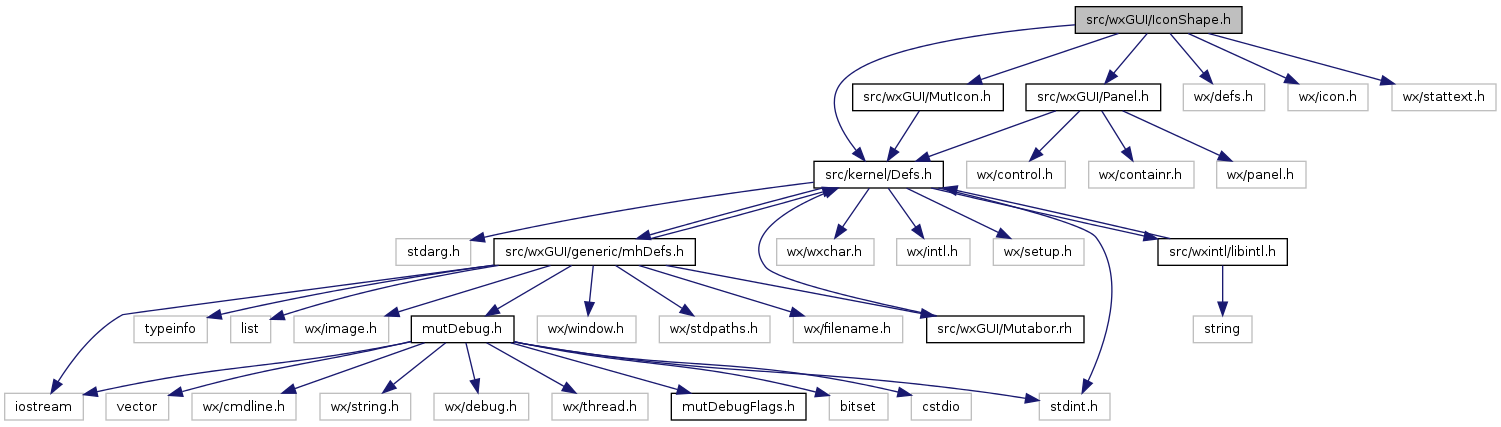 src/wxGUI/IconShape.h
src/wxGUI/MutIcon.h
src/wxGUI/Panel.h
wx/defs.h
wx/icon.h
wx/stattext.h
src/kernel/Defs.h
wx/control.h
wx/containr.h
wx/panel.h
stdarg.h
src/wxGUI/generic/mhDefs.h
wx/wxchar.h
wx/intl.h
wx/setup.h
src/wxintl/libintl.h
typeinfo
list
wx/image.h
mutDebug.h
wx/window.h
wx/stdpaths.h
wx/filename.h
src/wxGUI/Mutabor.rh
string
iostream
vector
wx/cmdline.h
wx/string.h
wx/debug.h
wx/thread.h
mutDebugFlags.h
bitset
cstdio
stdint.h